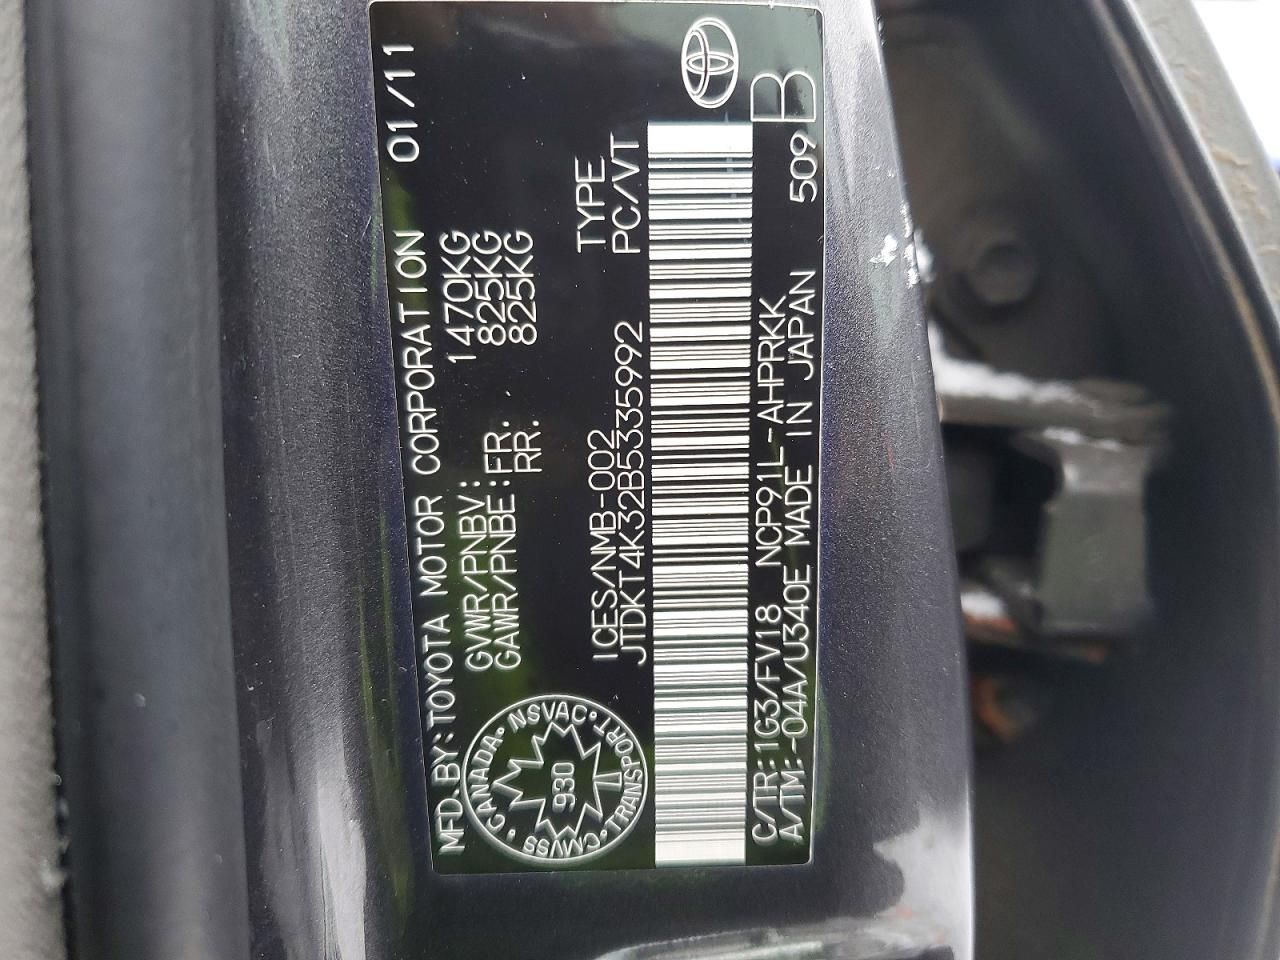 MFD.BY:TOYOTA MOTOR CORPORATION 01/11
GVWR/PNBV: 1470KG
GAWR/PNBE:FR. 825KG
RR. 825KG
CANADA · NSVAC · TRANSPORT · CMVSS ·
930
ICES/NMB-002 TYPE
JTDKT4K32B5335992 PC/VT
C/TR:1G3/FV18 NCP91L-AHPRKK B
A/TM:-04A/U340E MADE IN JAPAN 509